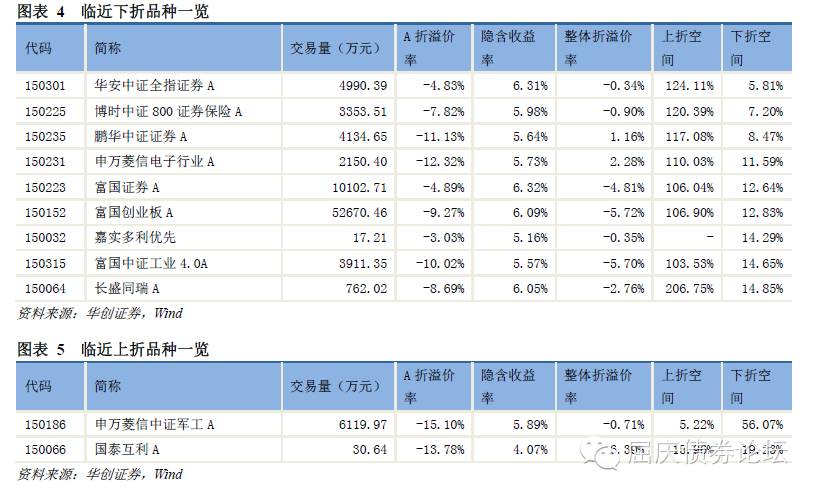 图表 4 临近下折品种一览
代码 简称 交易量（万元） A 折溢价率 隐含收益率 整体折溢价率 上折空间 下折空间
150301 华安中证全指证券 A 4990.39 -4.83% 6.31% -0.34% 124.11% 5.81%
150225 博时中证 800 证券保险 A 3353.51 -7.82% 5.98% -0.90% 120.39% 7.20%
150235 鹏华中证证券 A 4134.65 -11.13% 5.64% 1.16% 117.08% 8.47%
150231 申万菱信电子行业 A 2150.40 -12.32% 5.73% 2.28% 110.03% 11.59%
150223 富国证券 A 10102.71 -4.89% 6.32% -4.81% 106.04% 12.64%
150152 富国创业板 A 52670.46 -9.27% 6.09% -5.72% 106.90% 12.83%
150032 嘉实多利优先 17.21 -3.03% 5.16% -0.35% - 14.29%
150315 富国中证工业 4.0A 3911.35 -10.02% 5.57% -5.70% 103.53% 14.65%
150064 长盛同瑞 A 762.02 -8.69% 6.05% -2.76% 206.75% 14.85%
资料来源：华创证券，Wind
图表 5 临近上折品种一览
代码 简称 交易量（万元） A 折溢价率 隐含收益率 整体折溢价率 上折空间 下折空间
150186 申万菱信中证军工 A 6119.97 -15.10% 5.89% -0.71% 5.22% 56.07%
150066 国泰互利 A 30.64 -13.78% 4.07%
资料来源：华创证券，Wind
屈庆债券论坛